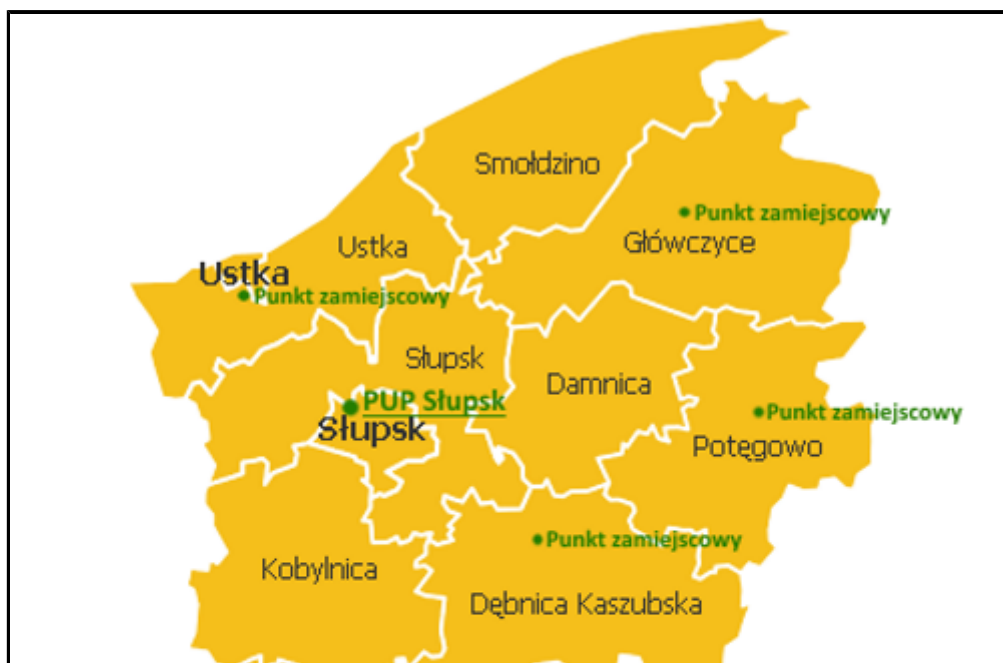 Smołdzino
Punkt zamiejscowy
Główczyce
Ustka
Ustka
Punkt zamiejscowy
Słupsk
Damnica
PUP Słupsk
Słupsk
Punkt zamiejscowy
Potęgowo
Punkt zamiejscowy
Kobylnica
Dębnica Kaszubska